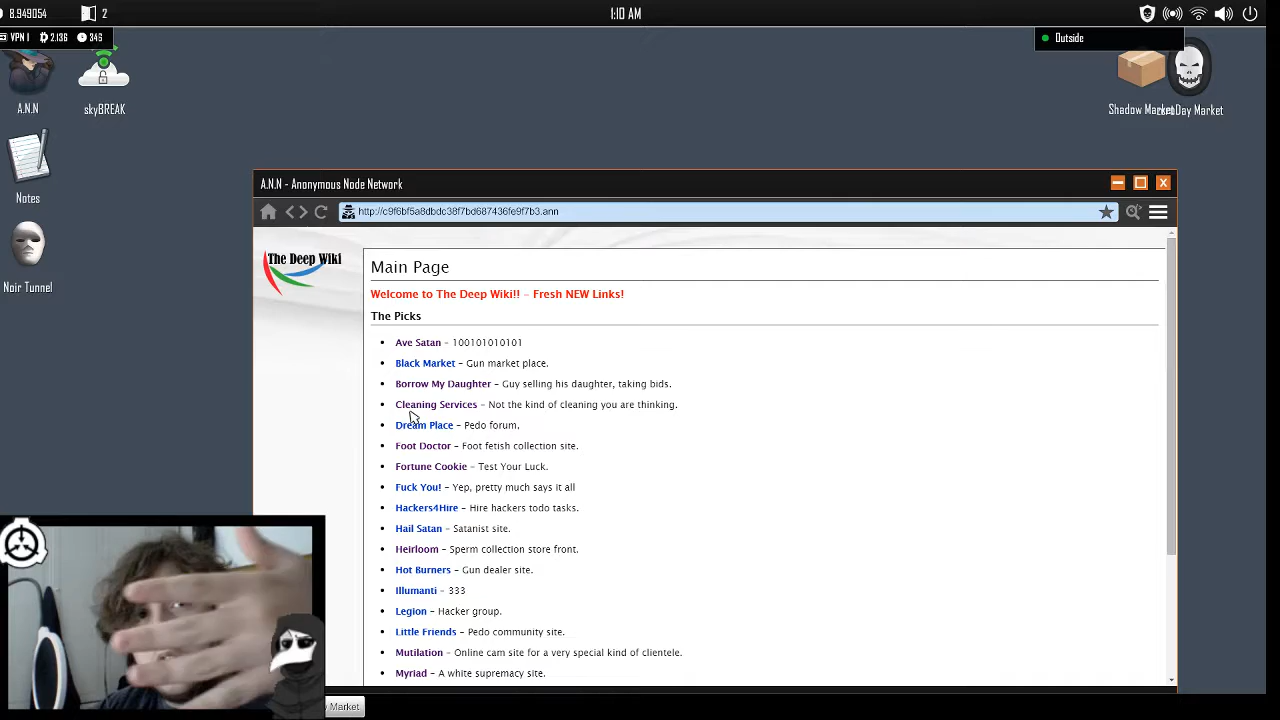 8.949054
2
1:10 AM
VPN 1 2.136 346
Outside
A.N.N
skyBREAK
Shadow Market
Day Market
Notes
Noir Tunnel
A.N.N - Anonymous Node Network
http://c9f6bf5a8dbdc38f7bd687436fe9f7b3.ann
The Deep Wiki
Main Page
Welcome to The Deep Wiki!! - Fresh NEW Links!
The Picks
Ave Satan - 100101010101
Black Market - Gun market place.
Borrow My Daughter - Guy selling his daughter, taking bids.
Cleaning Services - Not the kind of cleaning you are thinking.
Dream Place - Pedo forum.
Foot Doctor - Foot fetish collection site.
Fortune Cookie - Test Your Luck.
Fuck You! - Yep, pretty much says it all
Hackers4Hire - Hire hackers todo tasks.
Hail Satan - Satanist site.
Heirloom - Sperm collection store front.
Hot Burners - Gun dealer site.
Illumanti - 333
Legion - Hacker group.
Little Friends - Pedo community site.
Mutilation - Online cam site for a very special kind of clientele.
Myriad - A white supremacy site.
Market